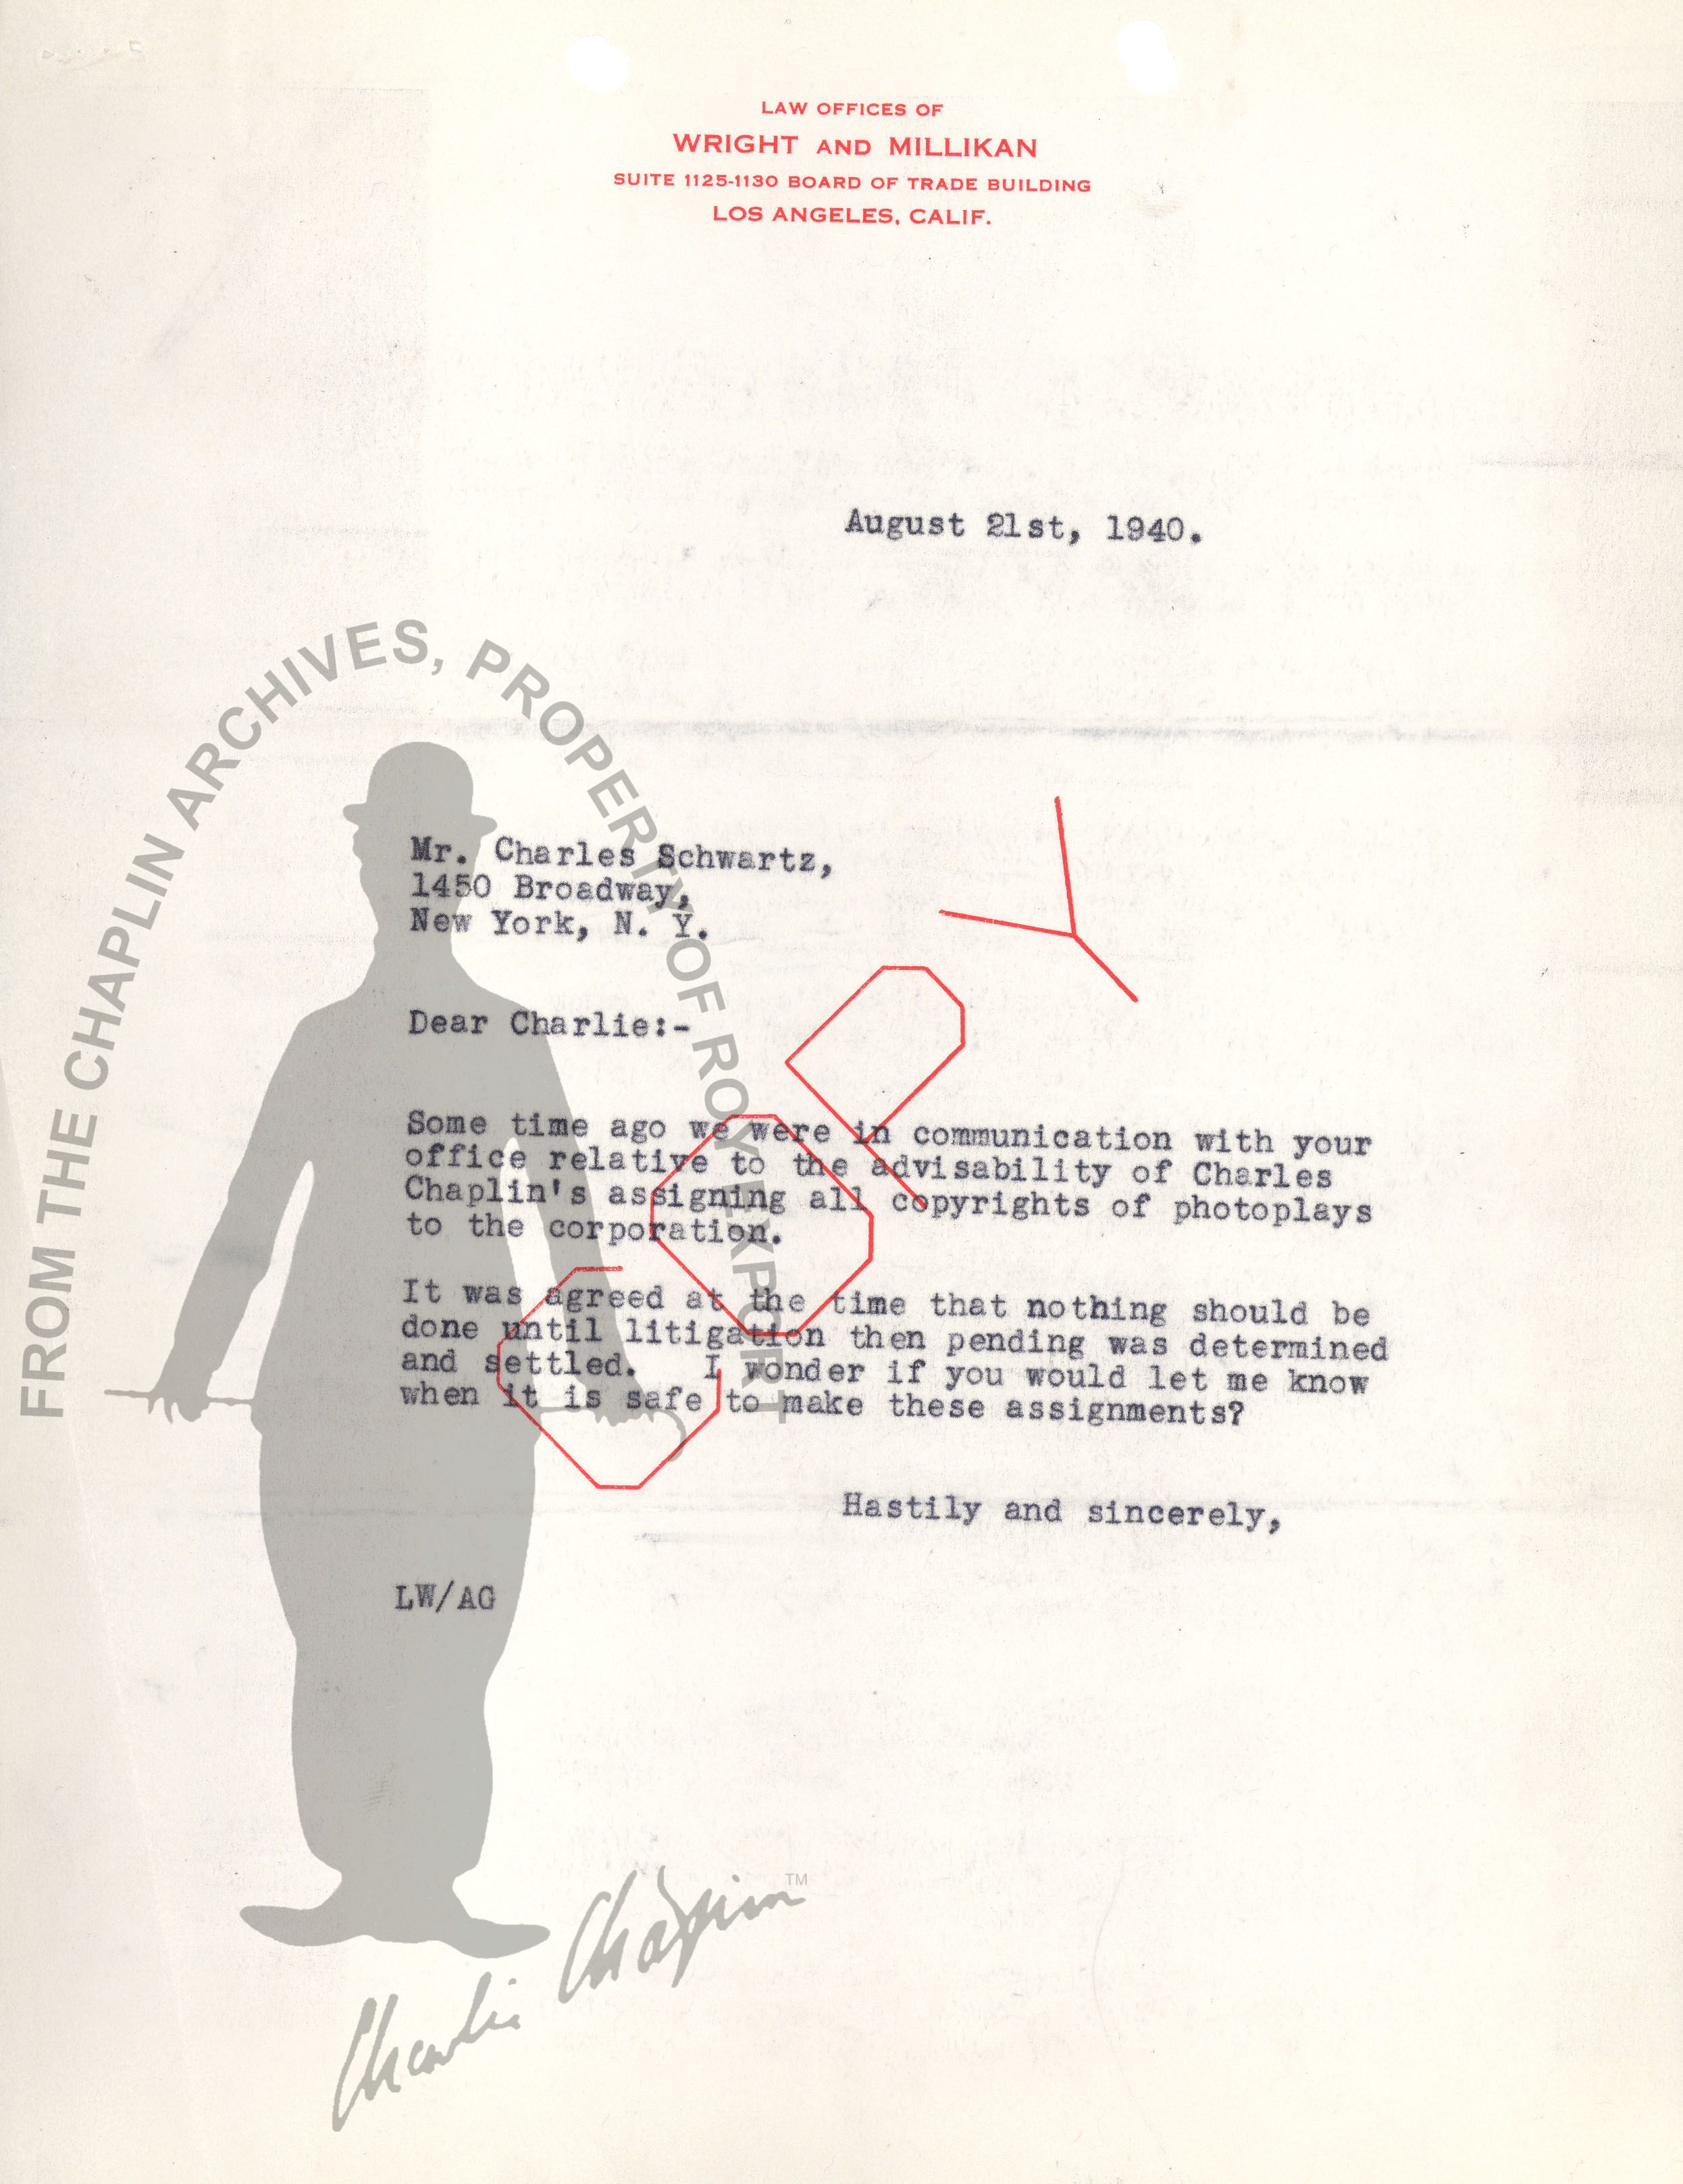 LAW OFFICES OF
WRIGHT AND MILLIKAN
SUITE 1125-1130 BOARD OF TRADE BUILDING
LOS ANGELES, CALIF.
August 21st, 1940.
FROM THE CHAPLIN ARCHIVES, PROPERTY OF ROY EXPORT
Mr. Charles Schwartz,
1450 Broadway,
New York, N. Y.
COPY
Dear Charlie:-
Some time ago we were in communication with your
office relative to the advisability of Charles
Chaplin's assigning all copyrights of photoplays
to the corporation.
It was agreed at the time that nothing should be
done until litigation then pending was determined
and settled. I wonder if you would let me know
when it is safe to make these assignments?
Hastily and sincerely,
LW/AG
Charlie Chaplin TM